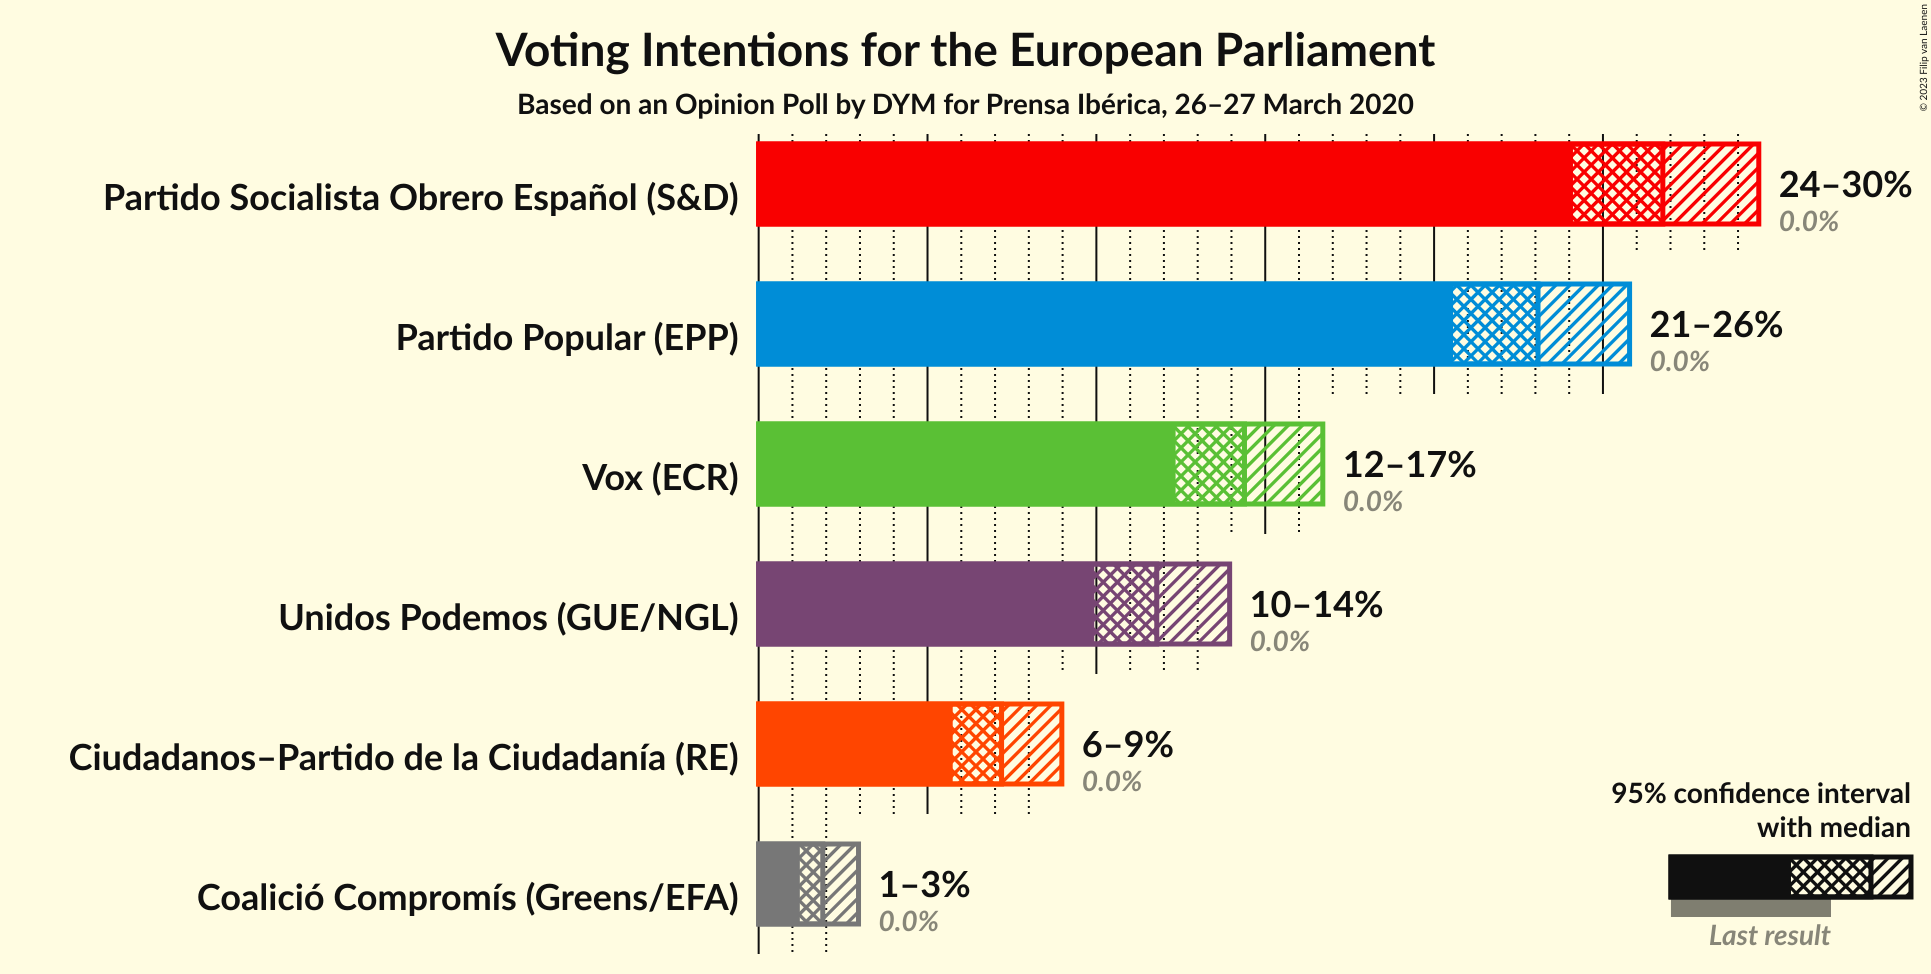 Voting Intentions for the European Parliament
Based on an Opinion Poll by DYM for Prensa Ibérica, 26–27 March 2020
© 2023 Filip van Laenen
Partido Socialista Obrero Español (S&D)
24–30%
0.0%
Partido Popular (EPP)
21–26%
0.0%
Vox (ECR)
12–17%
0.0%
Unidos Podemos (GUE/NGL)
10–14%
0.0%
Ciudadanos–Partido de la Ciudadanía (RE)
6–9%
0.0%
Coalició Compromís (Greens/EFA)
1–3%
0.0%
95% confidence interval
with median
Last result